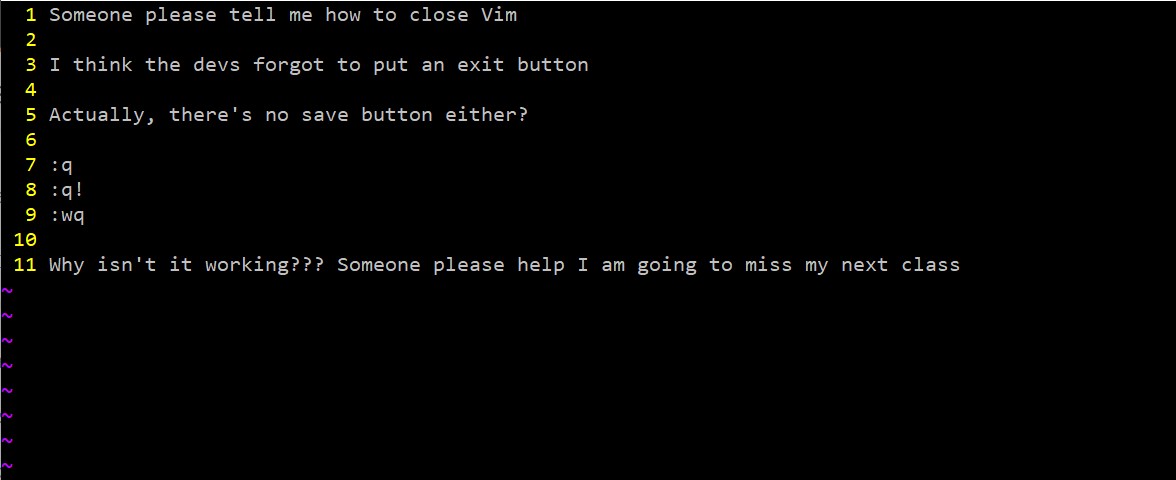 1 Someone please tell me how to close Vim
2
3 I think the devs forgot to put an exit button
4
5 Actually, there's no save button either?
6
7 :q
8 :q!
9 :wq
10
11 Why isn't it working??? Someone please help I am going to miss my next class
~
~
~
~
~
~
~
~